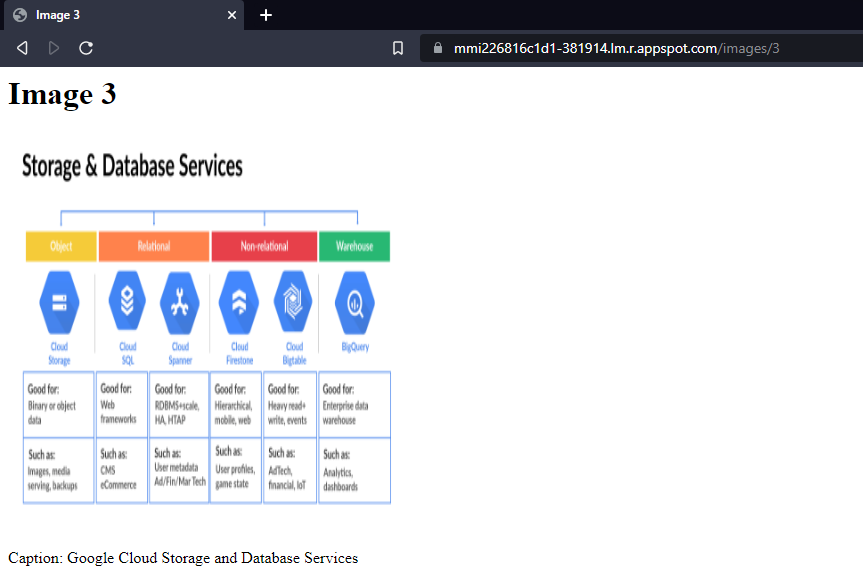 Image 3
mmi226816c1d1-381914.lm.r.appspot.com/images/3
Image 3
Storage & Database Services
Object Relational Non-relational Warehouse
Cloud Storage
Cloud SQL
Cloud Spanner
Cloud Firestone
Cloud Bigtable
BigQuery
Good for:
Binary or object
data
Good for:
Web
frameworks
Good for:
RDBMS+scale,
HA, HTAP
Good for:
Hierarchical,
mobile, web
Good for:
Heavy read+
write, events
Good for:
Enterprise data
warehouse
Such as:
Images, media
serving, backups
Such as:
CMS
eCommerce
Such as:
User metadata
Ad/Fin/Mar Tech
Such as:
User profiles,
game state
Such as:
AdTech,
financial, IoT
Such as:
Analytics,
dashboards
Caption: Google Cloud Storage and Database Services